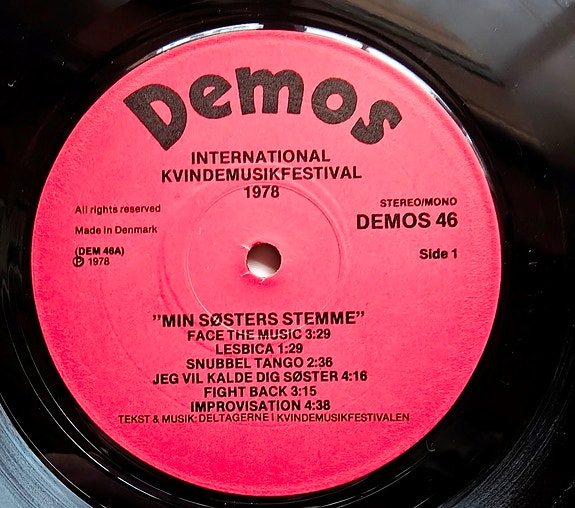 Demos
INTERNATIONAL
KVINDEMUSIKFESTIVAL
1978
All rights reserved
Made in Denmark
(DEM 46A)
Ⓟ 1978
STEREO/MONO
DEMOS 46
Side 1
”MIN SØSTERS STEMME”
FACE THE MUSIC 3:29
LESBICA 1:29
SNUBBEL TANGO 2:36
JEG VIL KALDE DIG SØSTER 4:16
FIGHT BACK 3:15
IMPROVISATION 4:38
TEKST & MUSIK: DELTAGERNE I KVINDEMUSIKFESTIVALEN